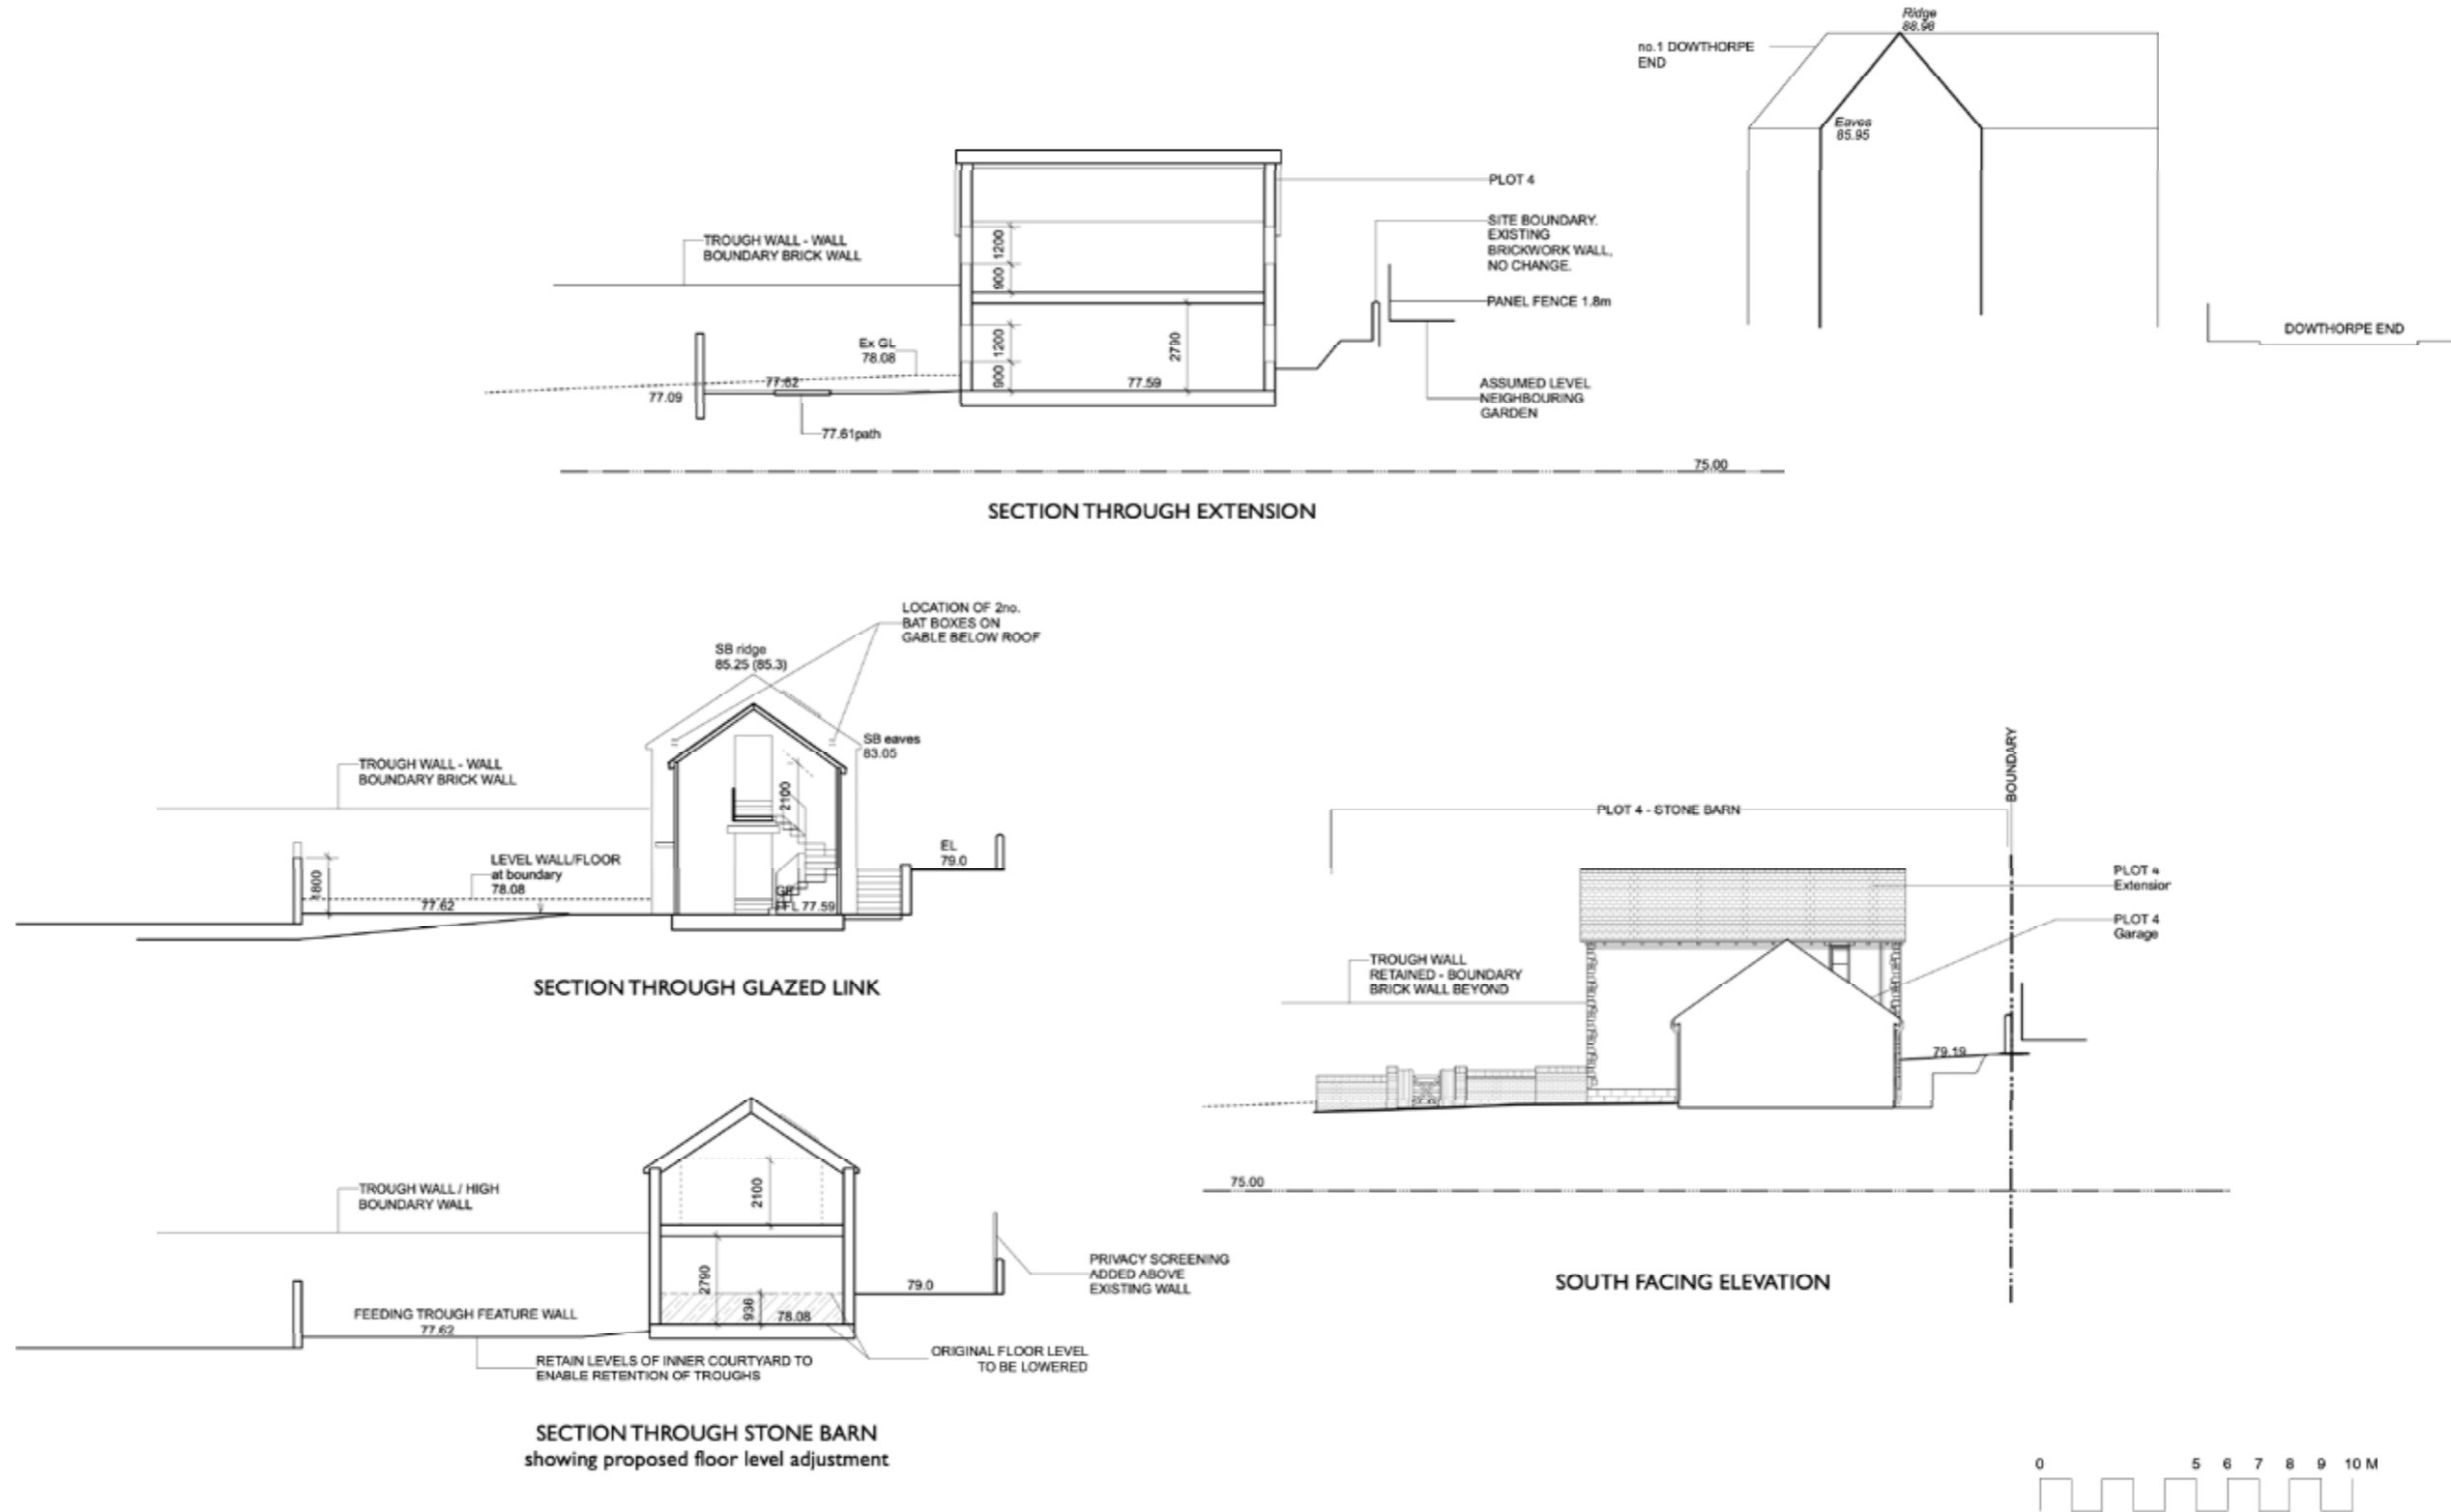 Ridge
88.98
no.1 DOWTHORPE
END
Eaves
85.95
PLOT 4
SITE BOUNDARY.
EXISTING
BRICKWORK WALL,
NO CHANGE.
TROUGH WALL - WALL
BOUNDARY BRICK WALL
1200
900
PANEL FENCE 1.8m
DOWTHORPE END
Ex GL
78.08
1200
2790
900
77.62
77.59
77.09
ASSUMED LEVEL
NEIGHBOURING
GARDEN
77.61path
75.00
SECTION THROUGH EXTENSION
LOCATION OF 2no.
BAT BOXES ON
GABLE BELOW ROOF
SB ridge
85.25 (85.3)
SB eaves
83.05
TROUGH WALL - WALL
BOUNDARY BRICK WALL
2100
EL
79.0
LEVEL WALL/FLOOR
at boundary
78.08
1800
77.62
GF
FFL 77.59
SECTION THROUGH GLAZED LINK
BOUNDARY
PLOT 4 - STONE BARN
PLOT 4
Extension
PLOT 4
Garage
TROUGH WALL
RETAINED - BOUNDARY
BRICK WALL BEYOND
79.19
75.00
SOUTH FACING ELEVATION
TROUGH WALL / HIGH
BOUNDARY WALL
2100
2790
936
78.08
79.0
PRIVACY SCREENING
ADDED ABOVE
EXISTING WALL
FEEDING TROUGH FEATURE WALL
77.62
RETAIN LEVELS OF INNER COURTYARD TO
ENABLE RETENTION OF TROUGHS
ORIGINAL FLOOR LEVEL
TO BE LOWERED
SECTION THROUGH STONE BARN
showing proposed floor level adjustment
0 5 6 7 8 9 10 M